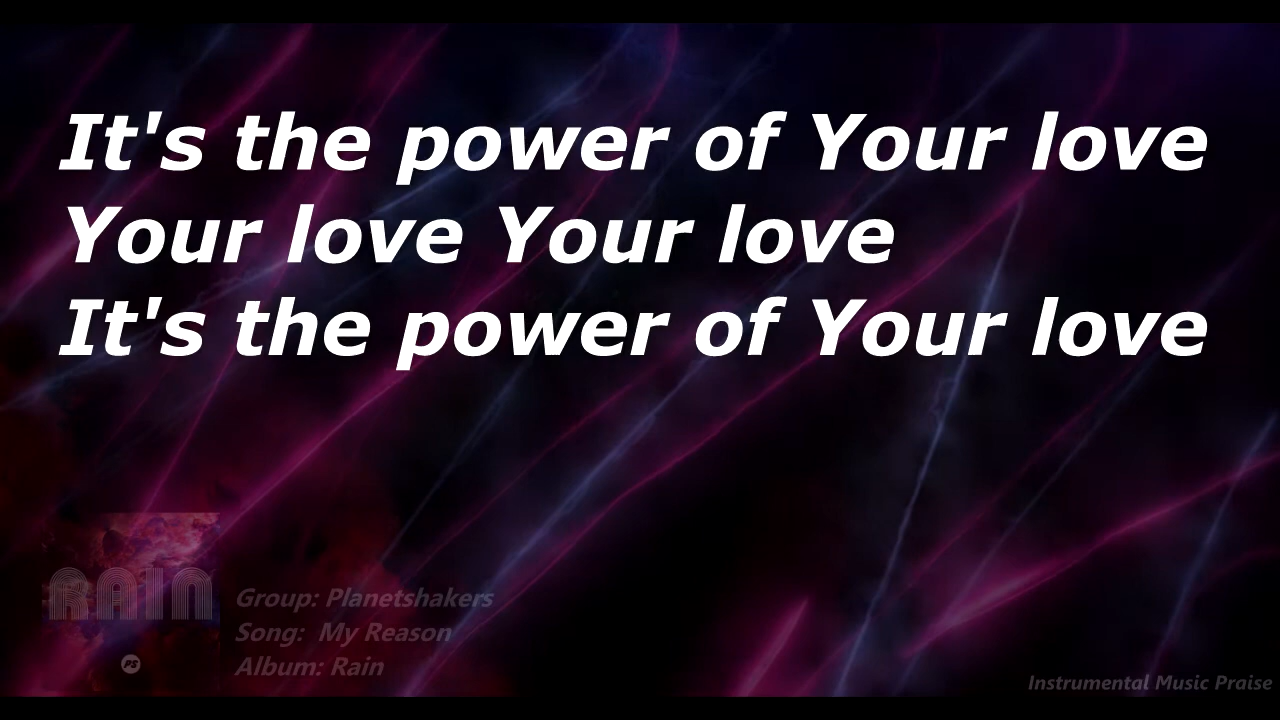 It's the power of Your love
Your love Your love
It's the power of Your love
RAIN
PS
Group: Planetshakers
Song:  My Reason
Album: Rain
Instrumental Music Praise